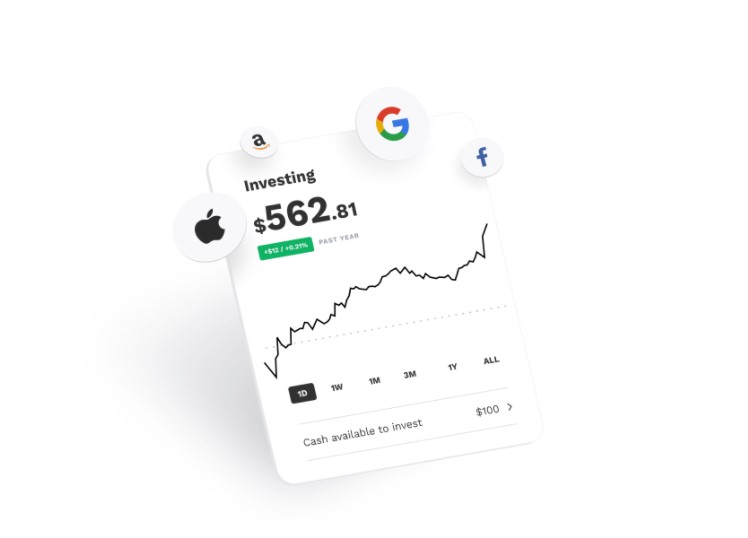 a
G
f
Investing
$562.81
+$12 / +0.21% PAST YEAR
1D 1W 1M 3M 1Y ALL
Cash available to invest $100 >